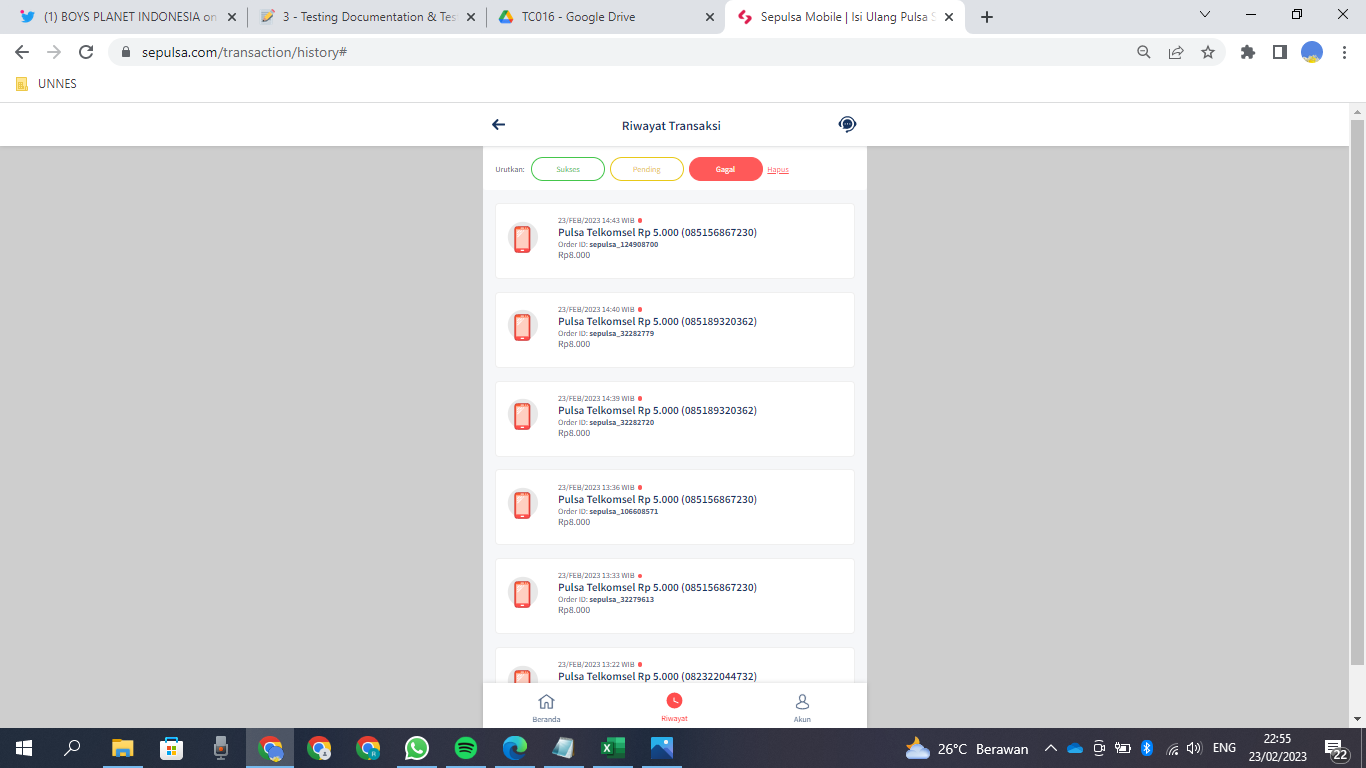 (1) BOYS PLANET INDONESIA on
3 - Testing Documentation & Tes
TC016 - Google Drive
Sepulsa Mobile | Isi Ulang Pulsa S
sepulsa.com/transaction/history#
UNNES
Riwayat Transaksi
Urutkan: Sukses Pending Gagal Hapus
23/FEB/2023 14:43 WIB
Pulsa Telkomsel Rp 5.000 (085156867230)
Order ID: sepulsa_124908700
Rp8.000
23/FEB/2023 14:40 WIB
Pulsa Telkomsel Rp 5.000 (085189320362)
Order ID: sepulsa_32282779
Rp8.000
23/FEB/2023 14:39 WIB
Pulsa Telkomsel Rp 5.000 (085189320362)
Order ID: sepulsa_32282720
Rp8.000
23/FEB/2023 13:36 WIB
Pulsa Telkomsel Rp 5.000 (085156867230)
Order ID: sepulsa_106608571
Rp8.000
23/FEB/2023 13:33 WIB
Pulsa Telkomsel Rp 5.000 (085156867230)
Order ID: sepulsa_32279613
Rp8.000
23/FEB/2023 13:22 WIB
Pulsa Telkomsel Rp 5.000 (082322044732)
Beranda Riwayat Akun
26°C Berawan
ENG
22:55
23/02/2023
22